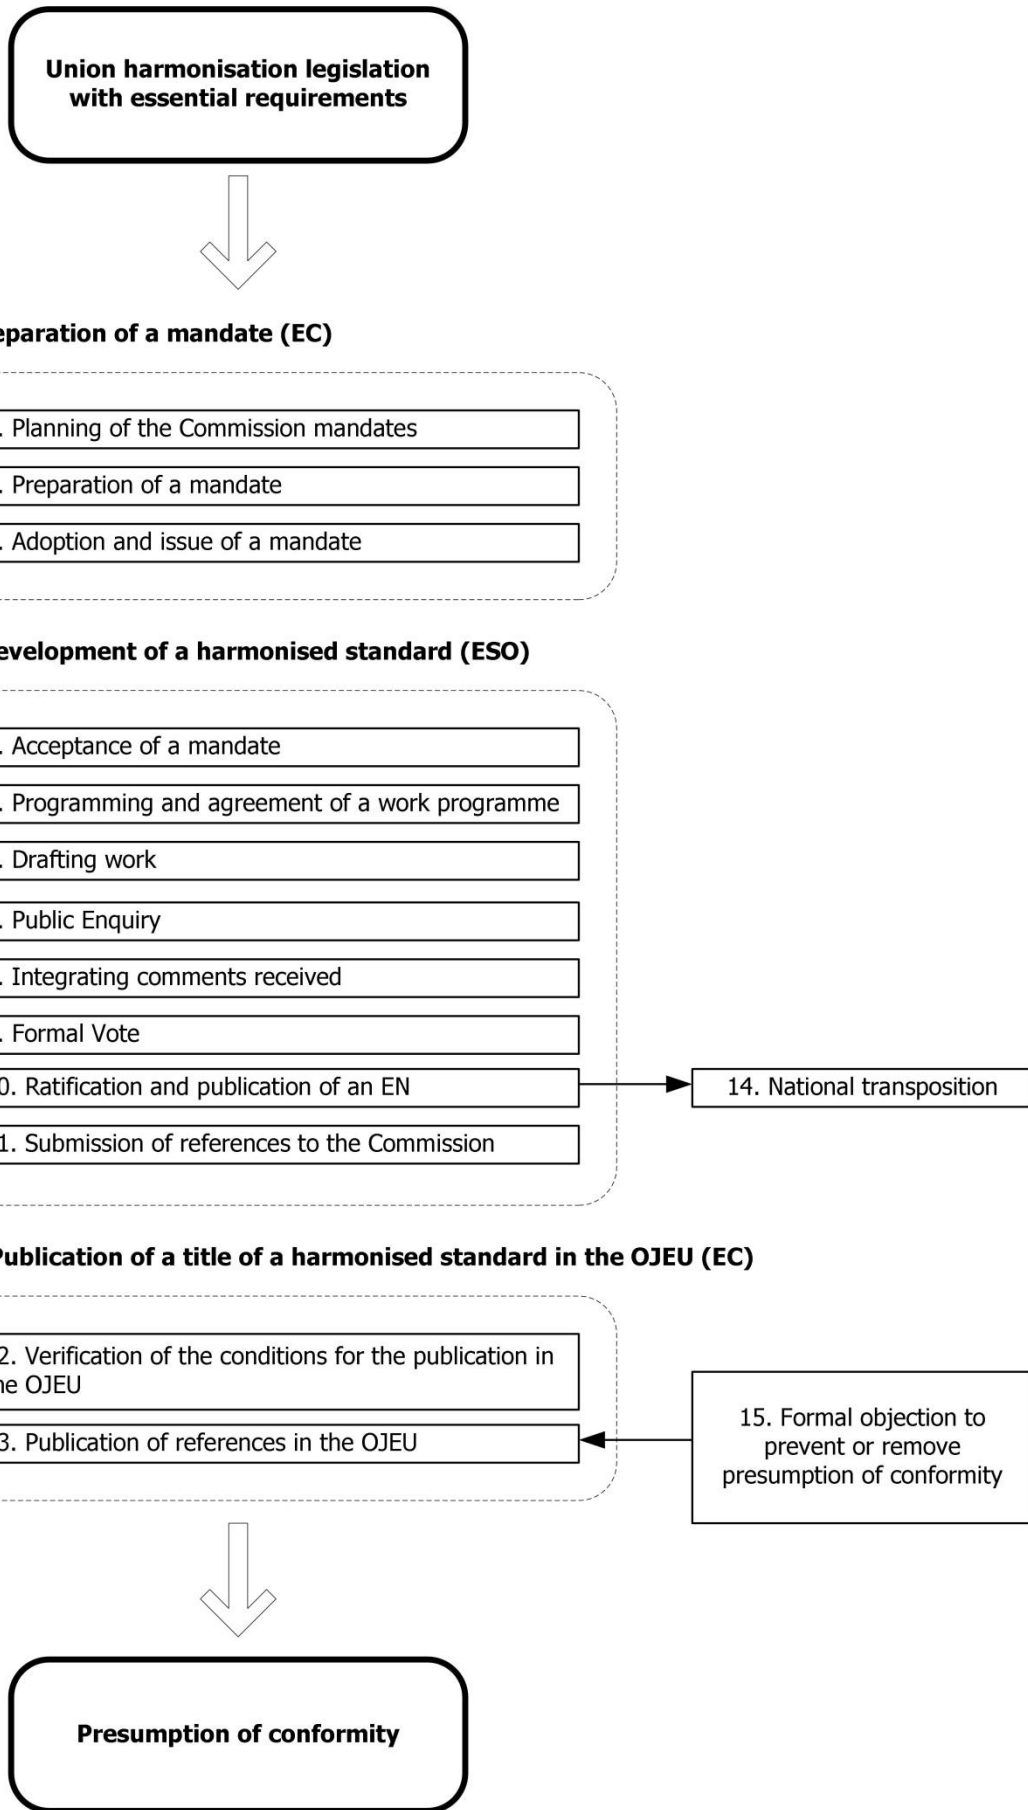 Union harmonisation legislation
with essential requirements
eparation of a mandate (EC)
. Planning of the Commission mandates
. Preparation of a mandate
. Adoption and issue of a mandate
evelopment of a harmonised standard (ESO)
. Acceptance of a mandate
. Programming and agreement of a work programme
. Drafting work
. Public Enquiry
. Integrating comments received
. Formal Vote
0. Ratification and publication of an EN
14. National transposition
1. Submission of references to the Commission
Publication of a title of a harmonised standard in the OJEU (EC)
2. Verification of the conditions for the publication in
he OJEU
3. Publication of references in the OJEU
15. Formal objection to
prevent or remove
presumption of conformity
Presumption of conformity